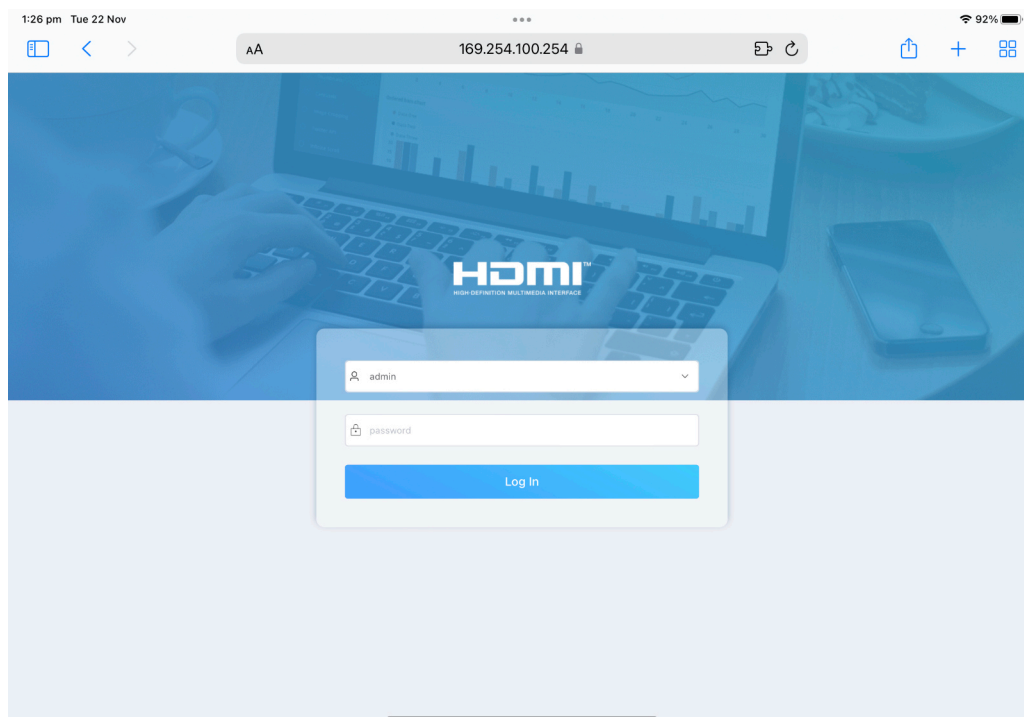 1:26 pm Tue 22 Nov
92%
AA 169.254.100.254
HDMI™
HIGH-DEFINITION MULTIMEDIA INTERFACE
admin
password
Log In